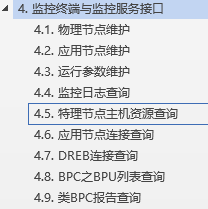 4. 监控终端与监控服务接口
4.1. 物理节点维护
4.2. 应用节点维护
4.3. 运行参数维护
4.4. 监控日志查询
4.5. 特理节点主机资源查询
4.6. 应用节点连接查询
4.7. DREB连接查询
4.8. BPC之BPU列表查询
4.9. 类BPC报告查询